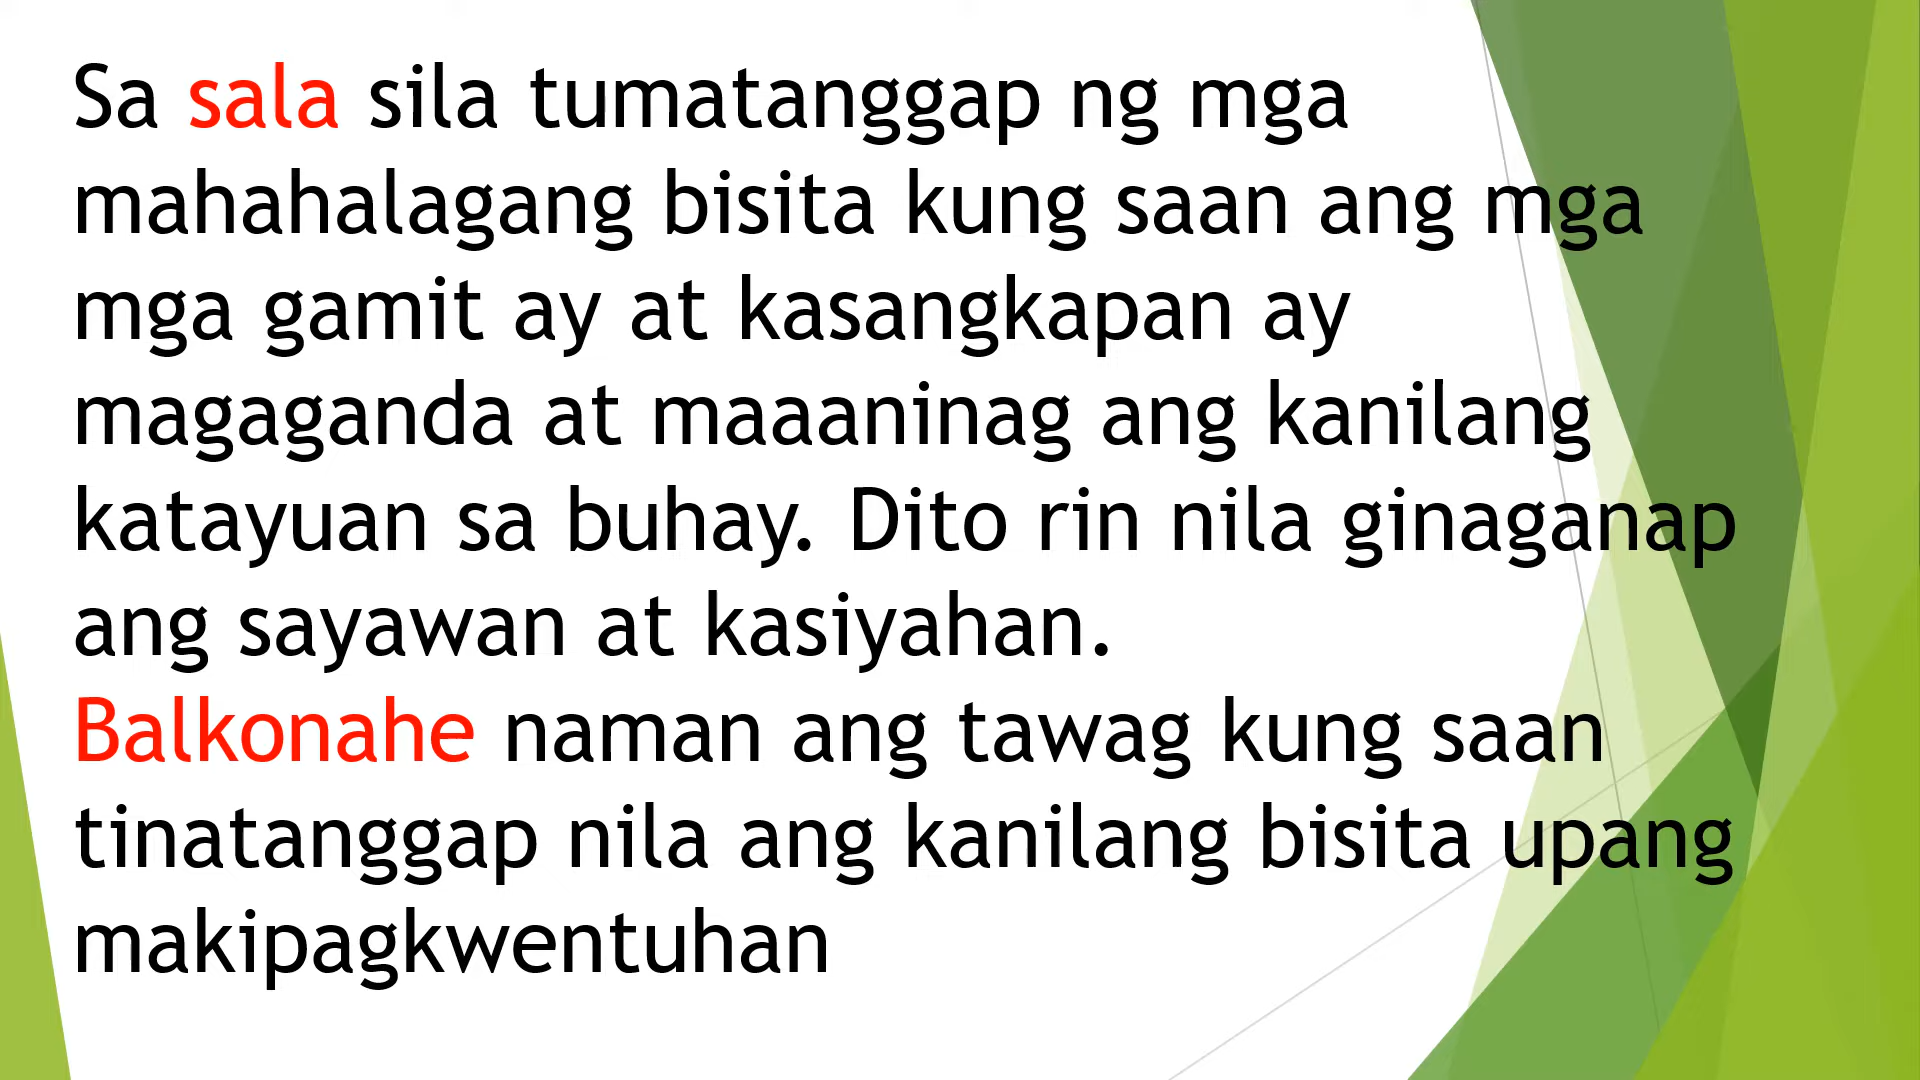 Sa sala sila tumatanggap ng mga
mahahalagang bisita kung saan ang mga
mga gamit ay at kasangkapan ay
magaganda at maaaninag ang kanilang
katayuan sa buhay. Dito rin nila ginaganap
ang sayawan at kasiyahan.
Balkonahe naman ang tawag kung saan
tinatanggap nila ang kanilang bisita upang
makipagkwentuhan